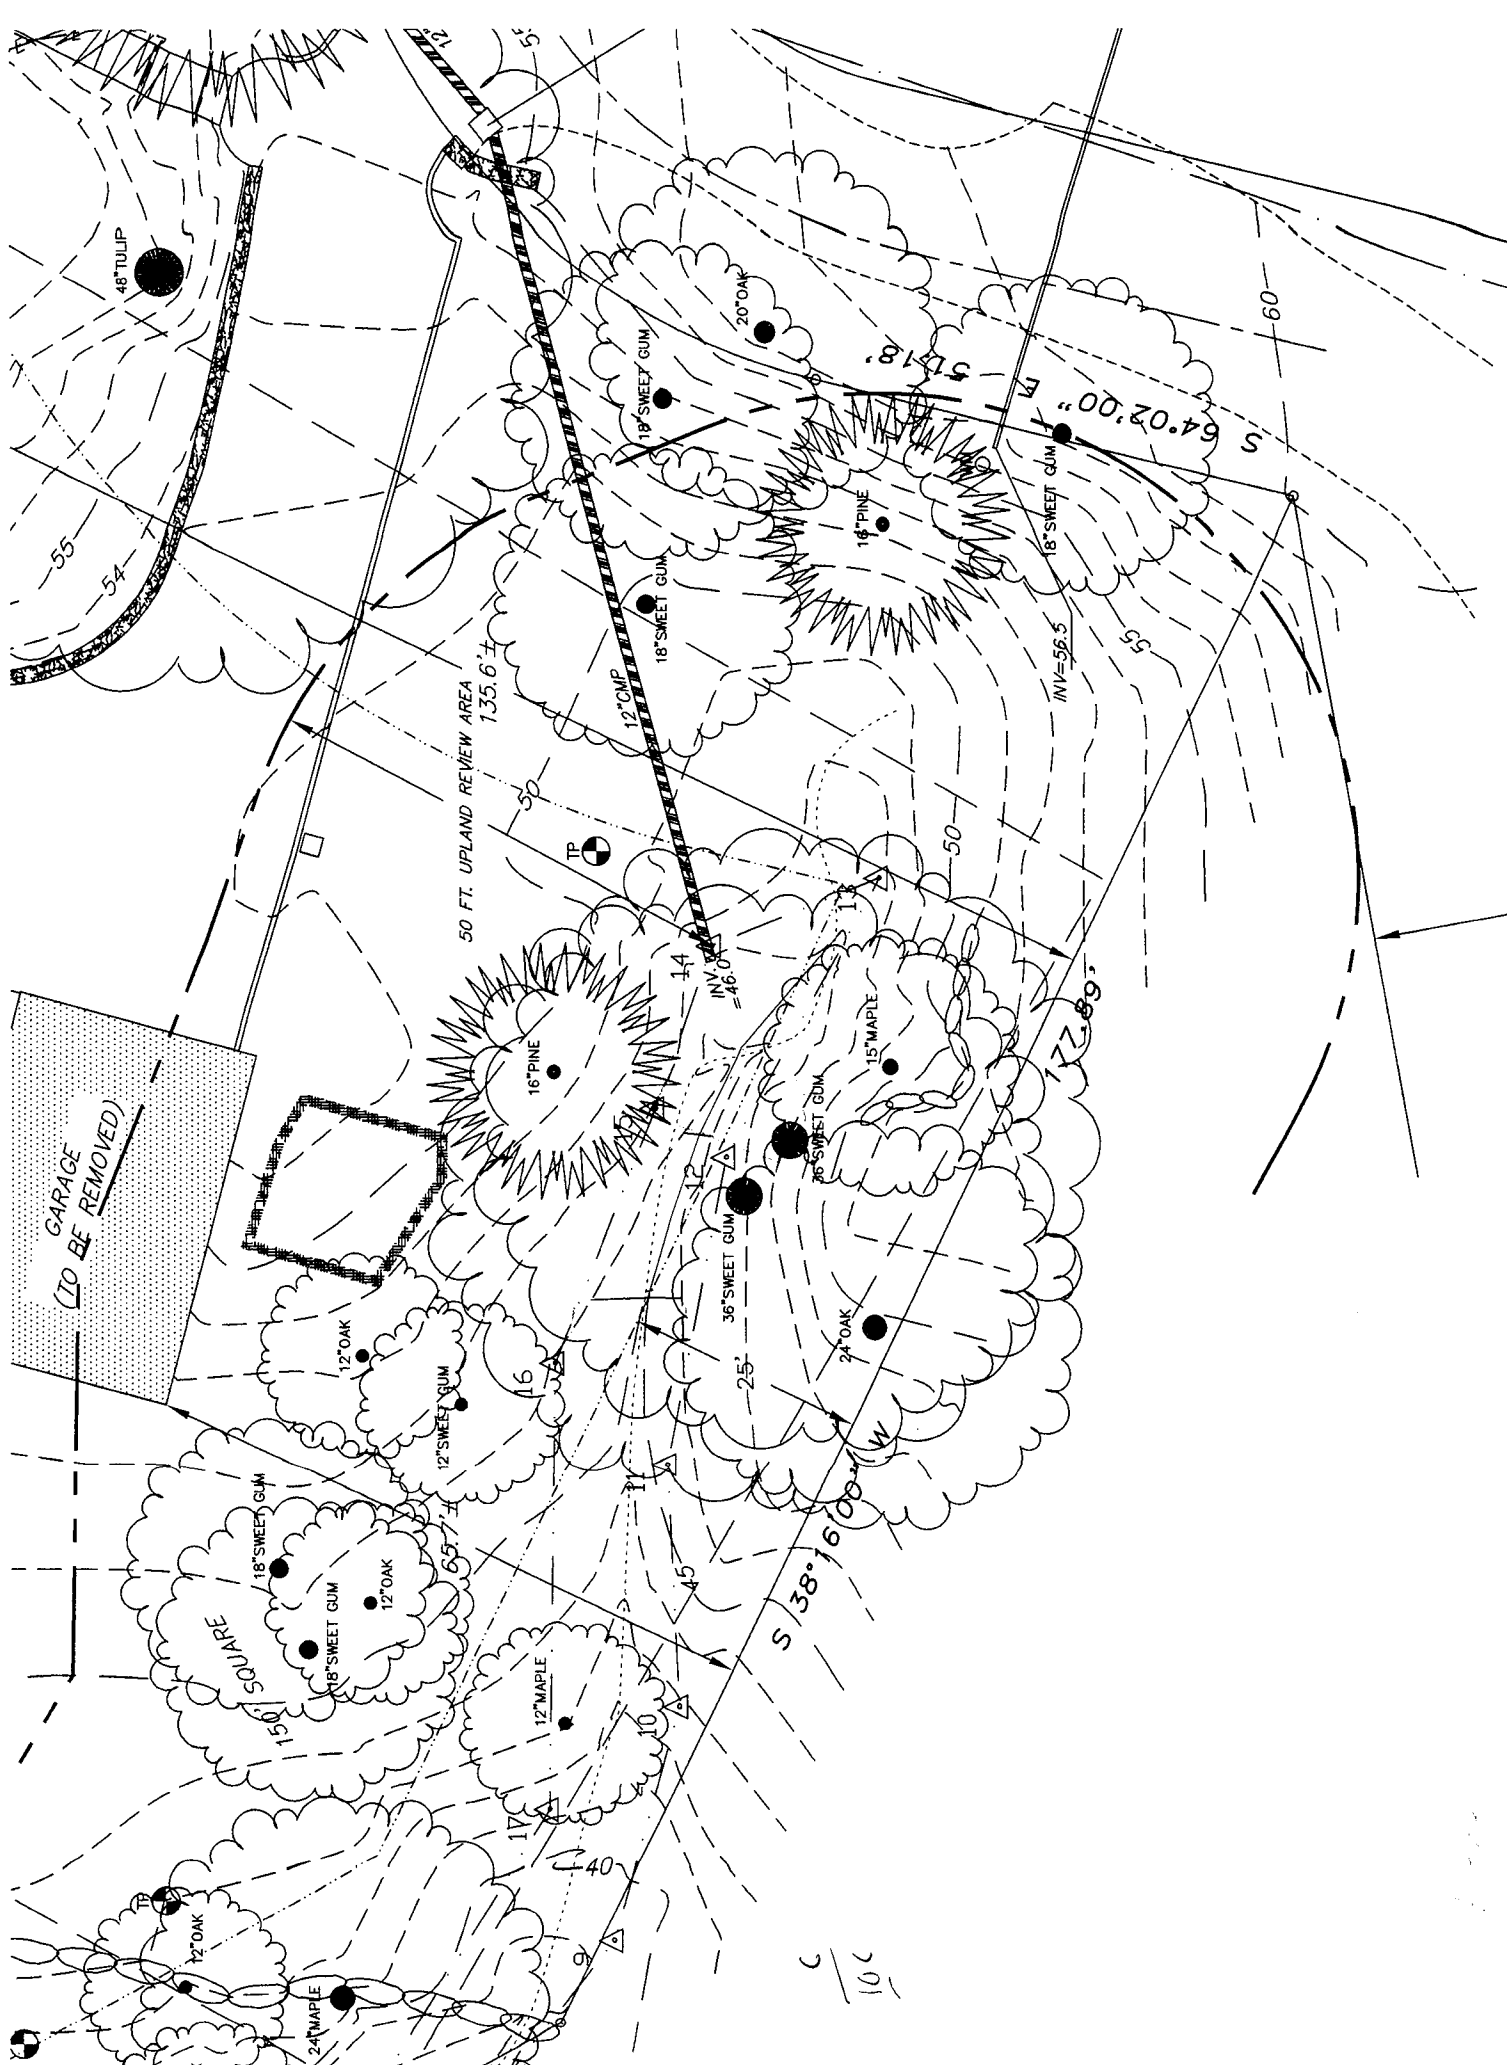 12"
55
48"TULIP
20"OAK
18"SWEET GUM
51.18'
60
E
S 64°02'00"
16"PINE
18"SWEET GUM
55
54
18"SWEET GUM
INV=56.5
55
50 FT. UPLAND REVIEW AREA
135.6'±
12"CMP
50
TP
50
13
14
INV.
=46.0
15"MAPLE
177.89'
16"PINE
GARAGE
(TO BE REMOVED)
12
36"SWEET GUM
36"SWEET GUM
24"OAK
12"OAK
16
25'
12"SWEET GUM
S 38°16'00" W
11
18"SWEET GUM
65.7'±
12"OAK
45
18"SWEET GUM
150' SQUARE
12"MAPLE
10
17
40
TP
12"OAK
9
24"MAPLE